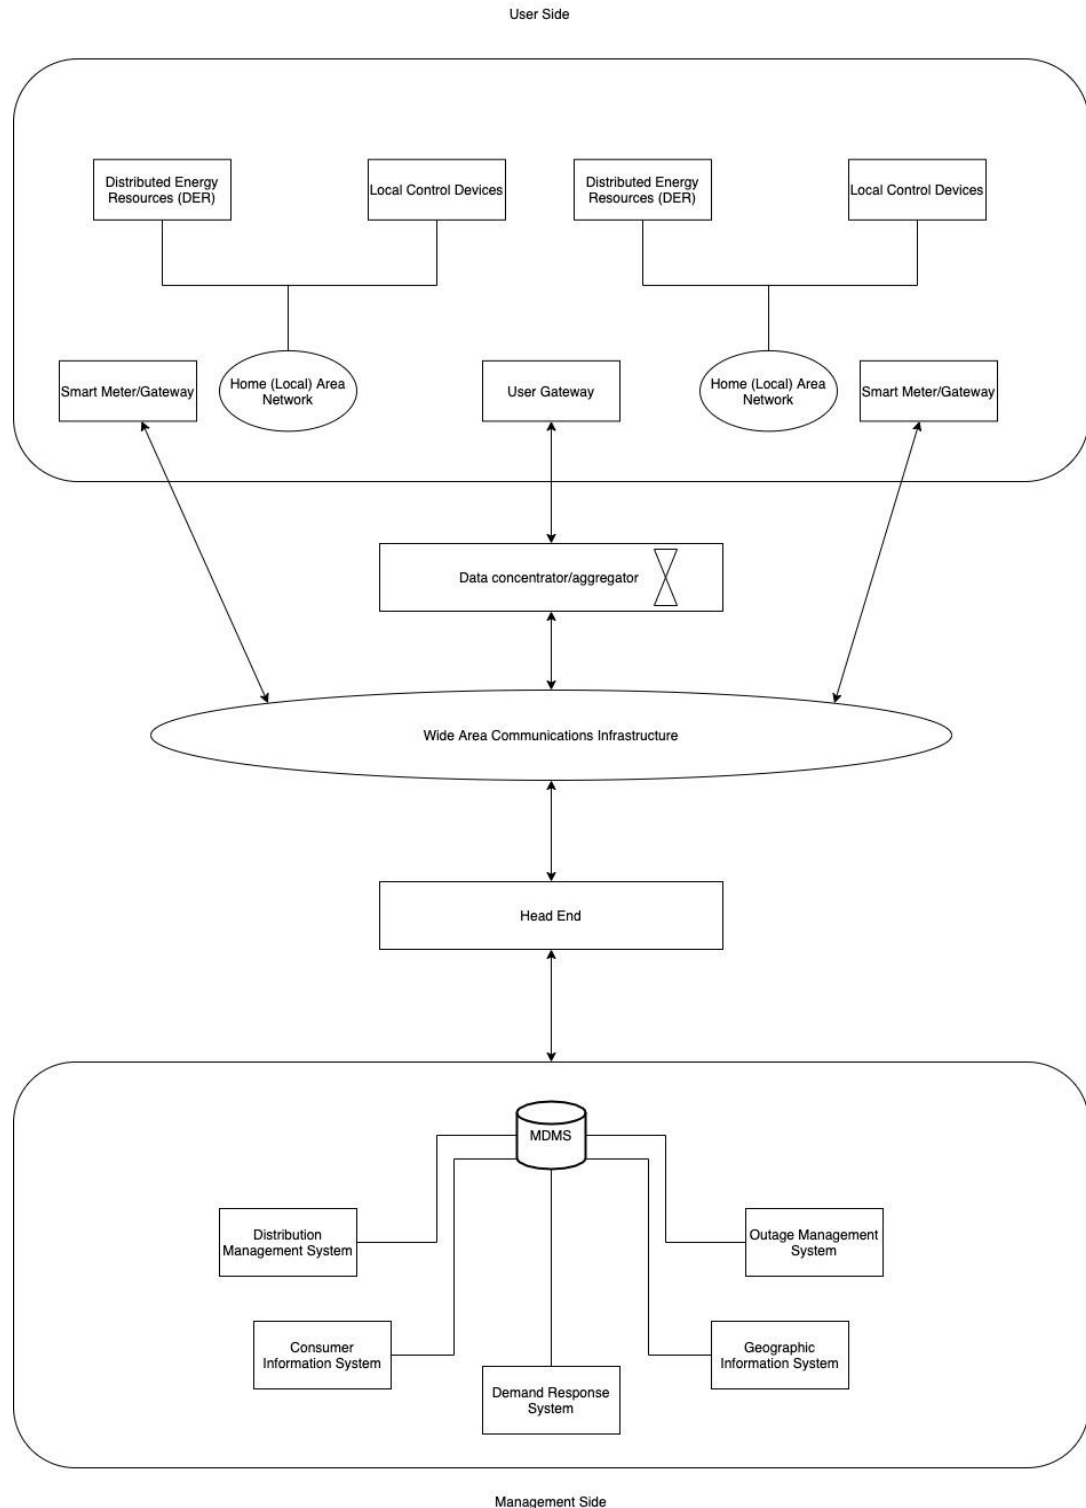 User Side
Distributed Energy
Resources (DER)
Local Control Devices
Distributed Energy
Resources (DER)
Local Control Devices
Smart Meter/Gateway
Home (Local) Area
Network
User Gateway
Home (Local) Area
Network
Smart Meter/Gateway
Data concentrator/aggregator
Wide Area Communications Infrastructure
Head End
MDMS
Distribution
Management System
Outage Management
System
Consumer
Information System
Geographic
Information System
Demand Response
System
Management Side